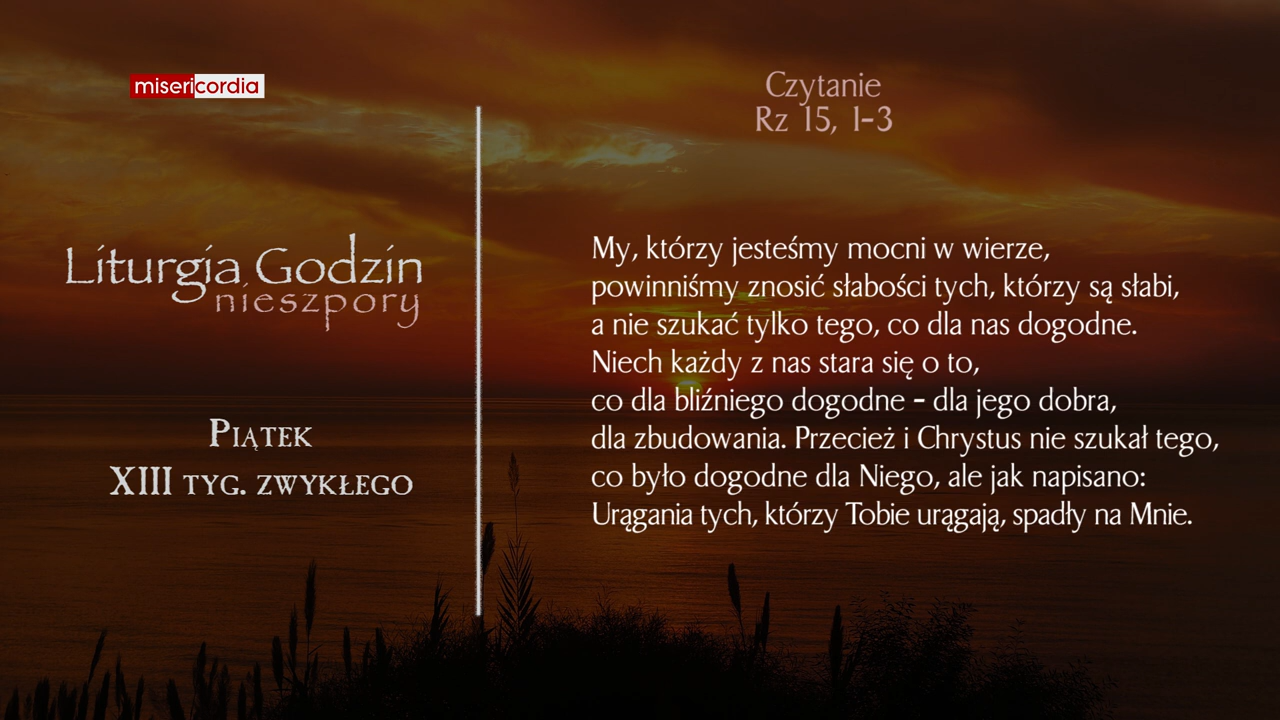 misericordia
Liturgia Godzin
nieszpory
Piątek
XIII tyg. zwykłego
Czytanie
Rz 15, 1-3
My, którzy jesteśmy mocni w wierze,
powinniśmy znosić słabości tych, którzy są słabi,
a nie szukać tylko tego, co dla nas dogodne.
Niech każdy z nas stara się o to,
co dla bliźniego dogodne - dla jego dobra,
dla zbudowania. Przecież i Chrystus nie szukał tego,
co było dogodne dla Niego, ale jak napisano:
Urągania tych, którzy Tobie urągają, spadły na Mnie.